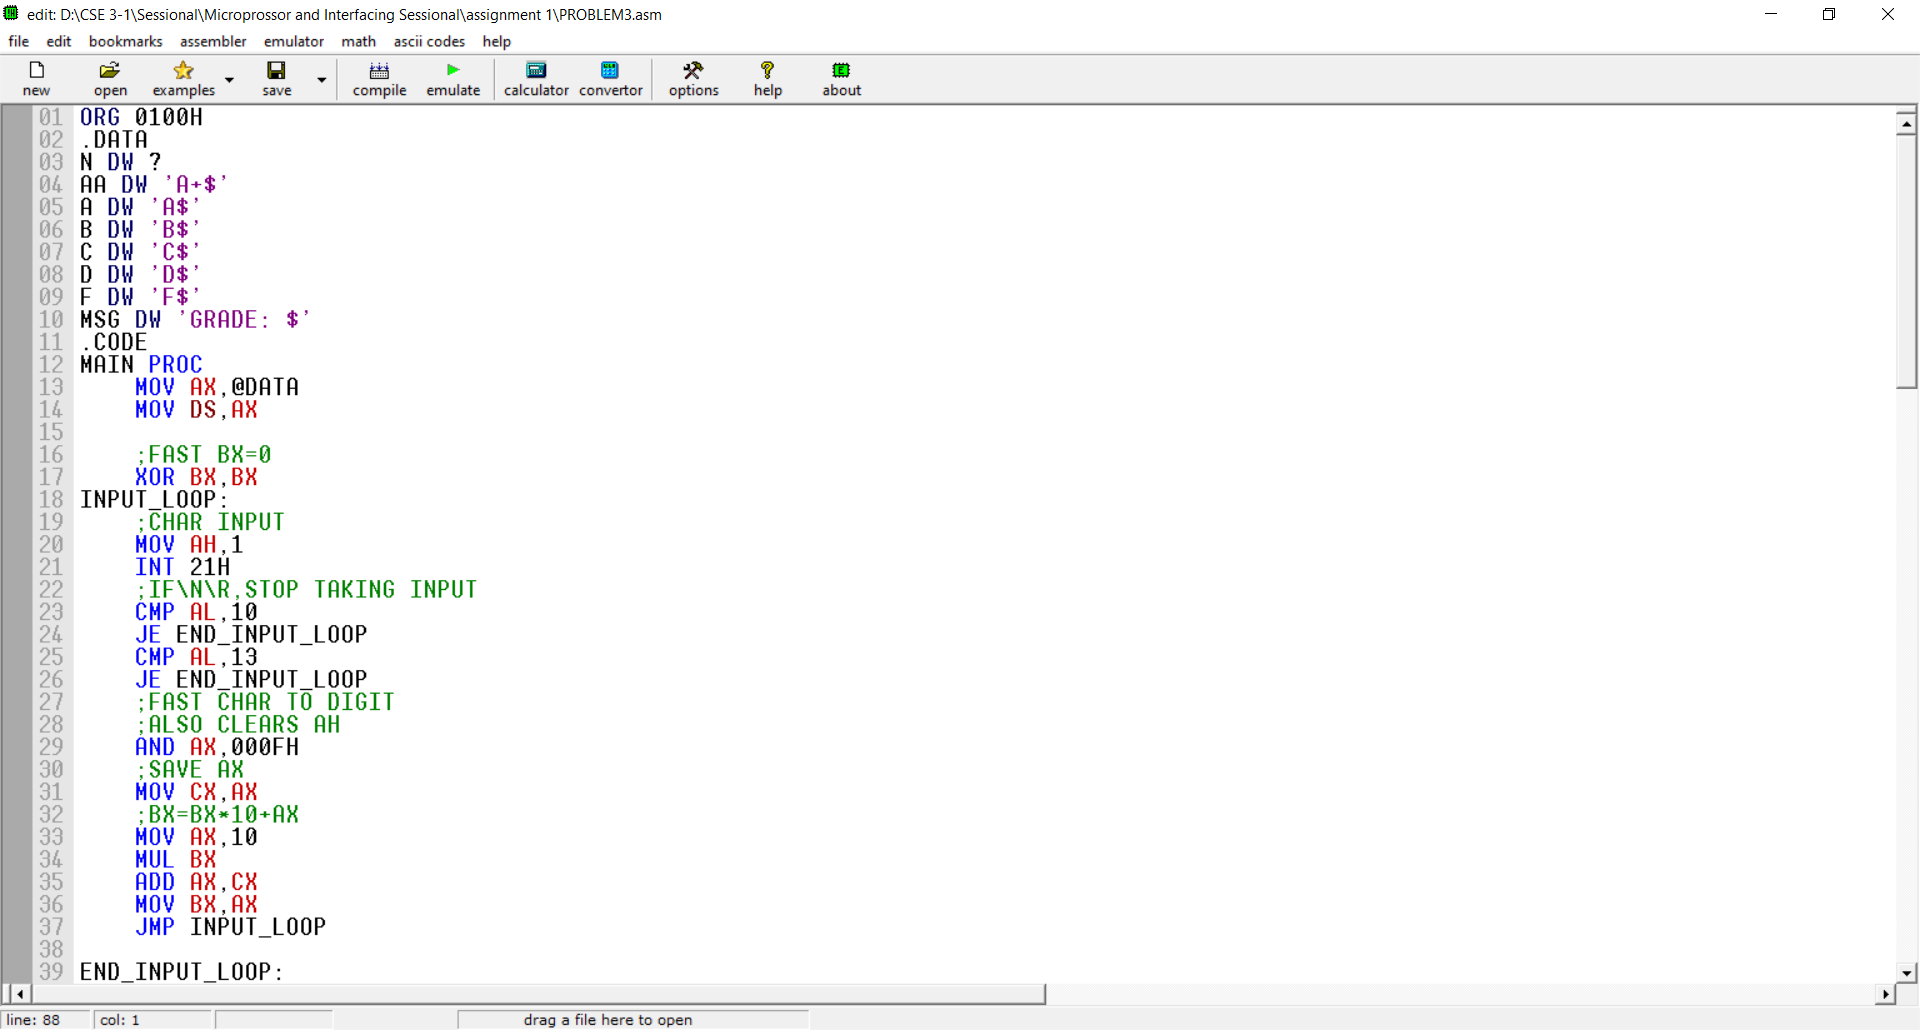 edit: D:\CSE 3-1\Sessional\Microprossor and Interfacing Sessional\assignment 1\PROBLEM3.asm
file edit bookmarks assembler emulator math ascii codes help
new open examples save compile emulate calculator convertor options help about
01 ORG 0100H
02 .DATA
03 N DW ?
04 AA DW 'A+$'
05 A DW 'A$'
06 B DW 'B$'
07 C DW 'C$'
08 D DW 'D$'
09 F DW 'F$'
10 MSG DW 'GRADE: $'
11 .CODE
12 MAIN PROC
13     MOV AX,@DATA
14     MOV DS,AX
15
16     ;FAST BX=0
17     XOR BX,BX
18 INPUT_LOOP:
19     ;CHAR INPUT
20     MOV AH,1
21     INT 21H
22     ;IF\N\R,STOP TAKING INPUT
23     CMP AL,10
24     JE END_INPUT_LOOP
25     CMP AL,13
26     JE END_INPUT_LOOP
27     ;FAST CHAR TO DIGIT
28     ;ALSO CLEARS AH
29     AND AX,000FH
30     ;SAVE AX
31     MOV CX,AX
32     ;BX=BX*10+AX
33     MOV AX,10
34     MUL BX
35     ADD AX,CX
36     MOV BX,AX
37     JMP INPUT_LOOP
38
39 END_INPUT_LOOP:
line: 88 col: 1 drag a file here to open